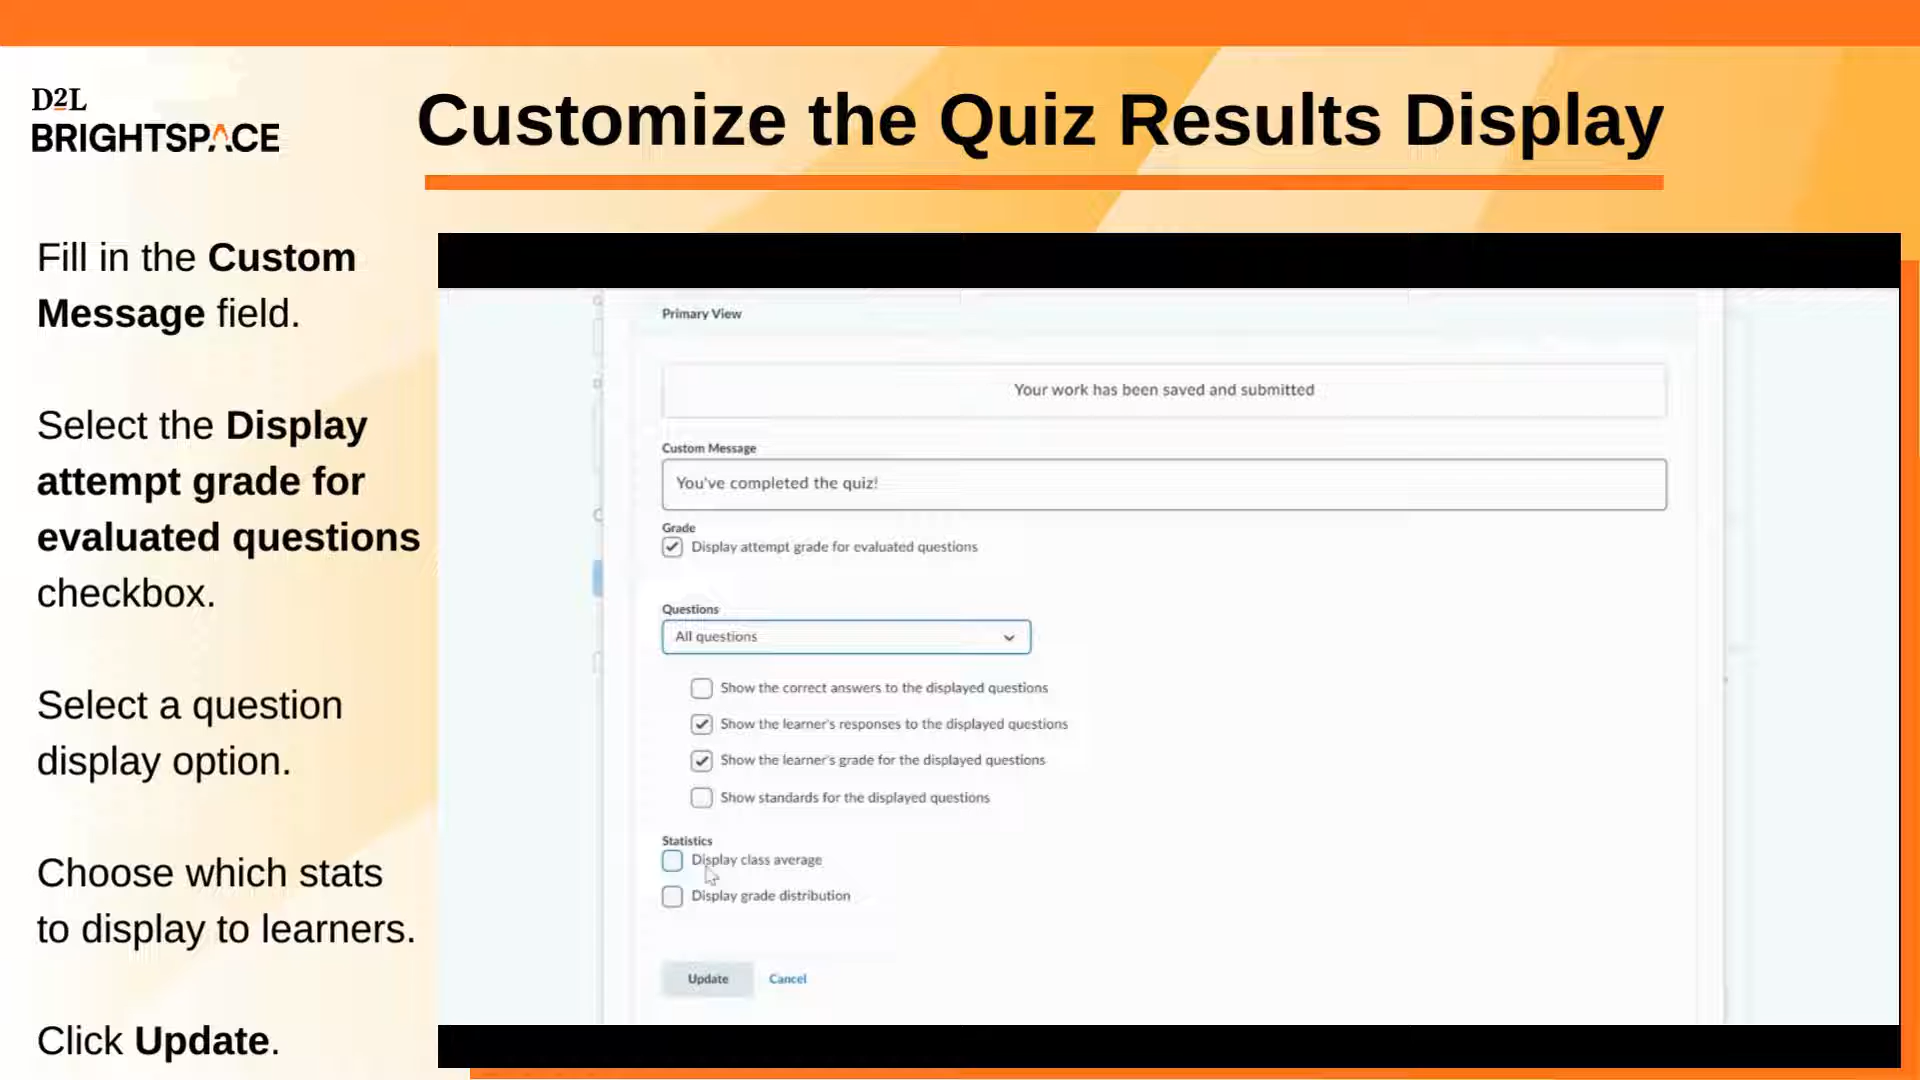 D2L
BRIGHTSPACE
Customize the Quiz Results Display
Fill in the Custom
Message field.
Select the Display
attempt grade for
evaluated questions
checkbox.
Select a question
display option.
Choose which stats
to display to learners.
Click Update.
Primary View
Your work has been saved and submitted
Custom Message
You've completed the quiz!
Grade
Display attempt grade for evaluated questions
Questions
All questions
Show the correct answers to the displayed questions
Show the learner's responses to the displayed questions
Show the learner's grade for the displayed questions
Show standards for the displayed questions
Statistics
Display class average
Display grade distribution
Update Cancel